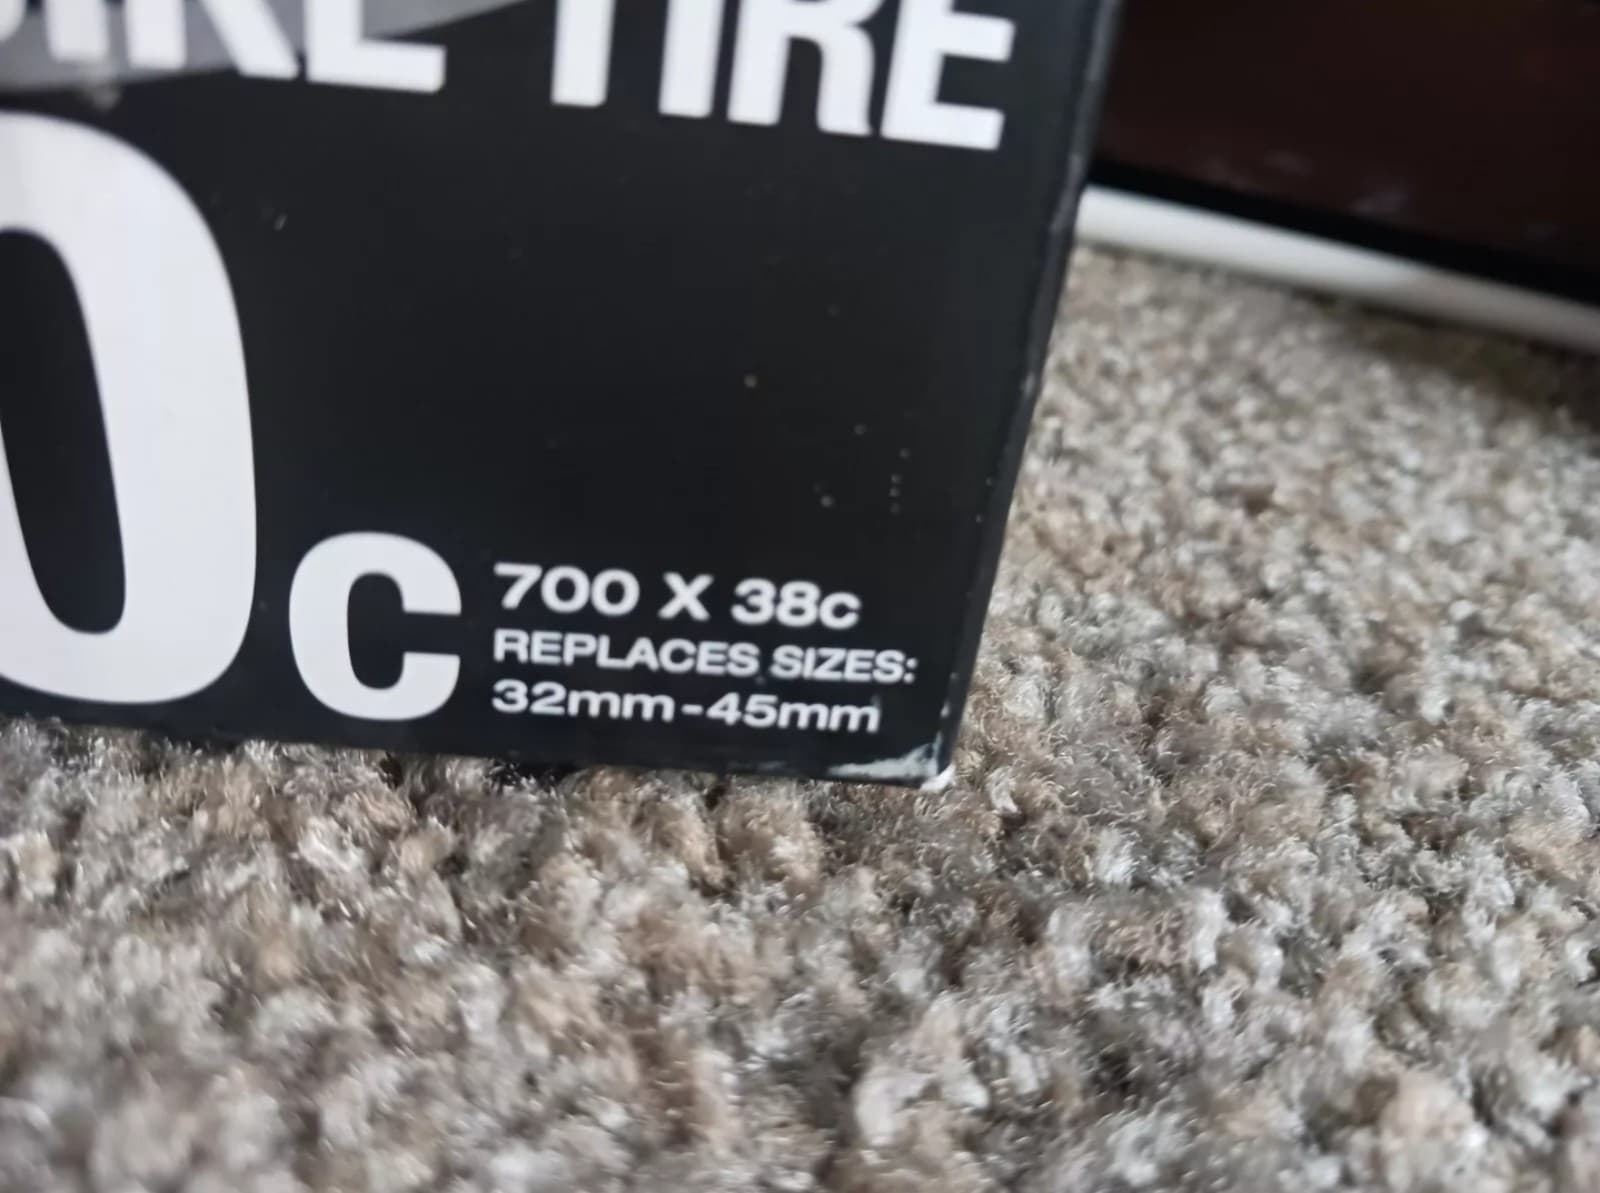 TIRE
0c
700 X 38c
REPLACES SIZES:
32mm-45mm